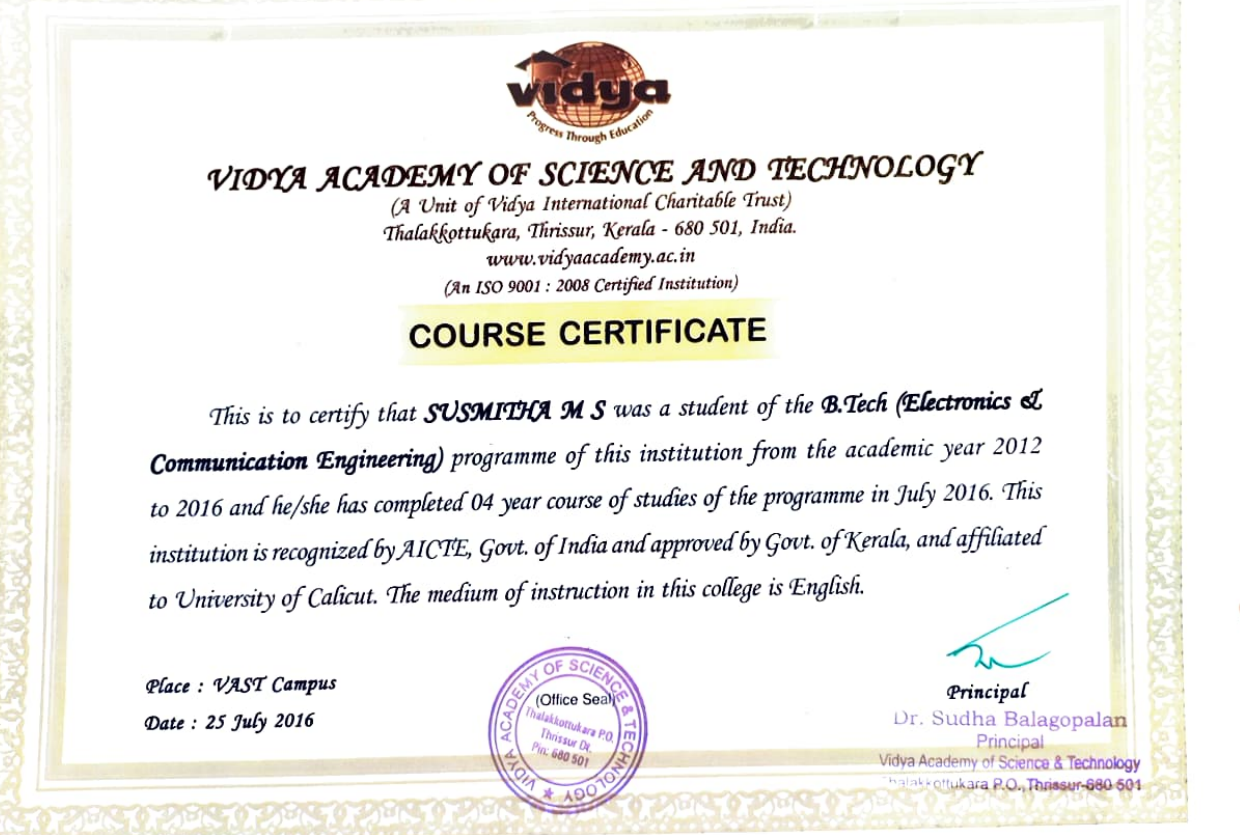 vidya
Progress Through Education
VIDYA ACADEMY OF SCIENCE AND TECHNOLOGY
(A Unit of Vidya International Charitable Trust)
Thalakkottukara, Thrissur, Kerala - 680 501, India.
www.vidyaacademy.ac.in
(An ISO 9001 : 2008 Certified Institution)
COURSE CERTIFICATE
This is to certify that SUSMITHA M S was a student of the B.Tech (Electronics &
Communication Engineering) programme of this institution from the academic year 2012
to 2016 and he/she has completed 04 year course of studies of the programme in July 2016. This
institution is recognized by AICTE, Govt. of India and approved by Govt. of Kerala, and affiliated
to University of Calicut. The medium of instruction in this college is English.
Place : VAST Campus
Date : 25 July 2016
VIDYA ACADEMY OF SCIENCE & TECHNOLOGY
(Office Seal)
Thalakkottukara P.O.
Thrissur Dt.
Pin: 680 501
Principal
Dr. Sudha Balagopalan
Principal
Vidya Academy of Science & Technology
Thalakkottukara P.O., Thrissur-680 501